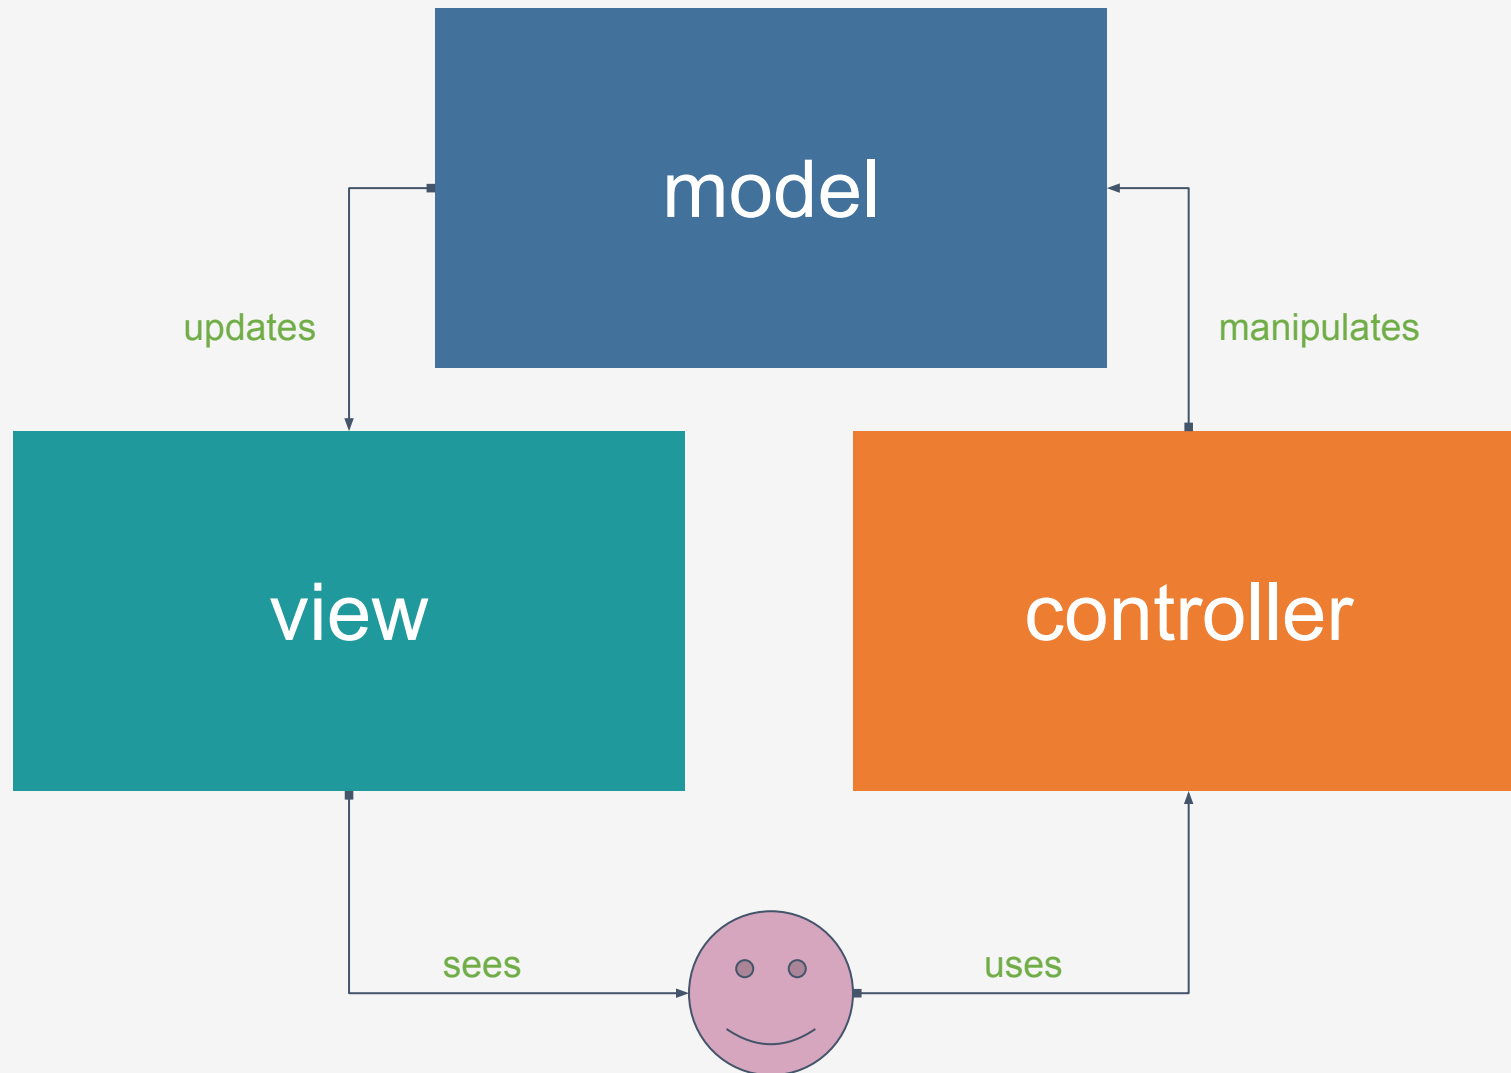 model
updates
manipulates
view
controller
sees
uses